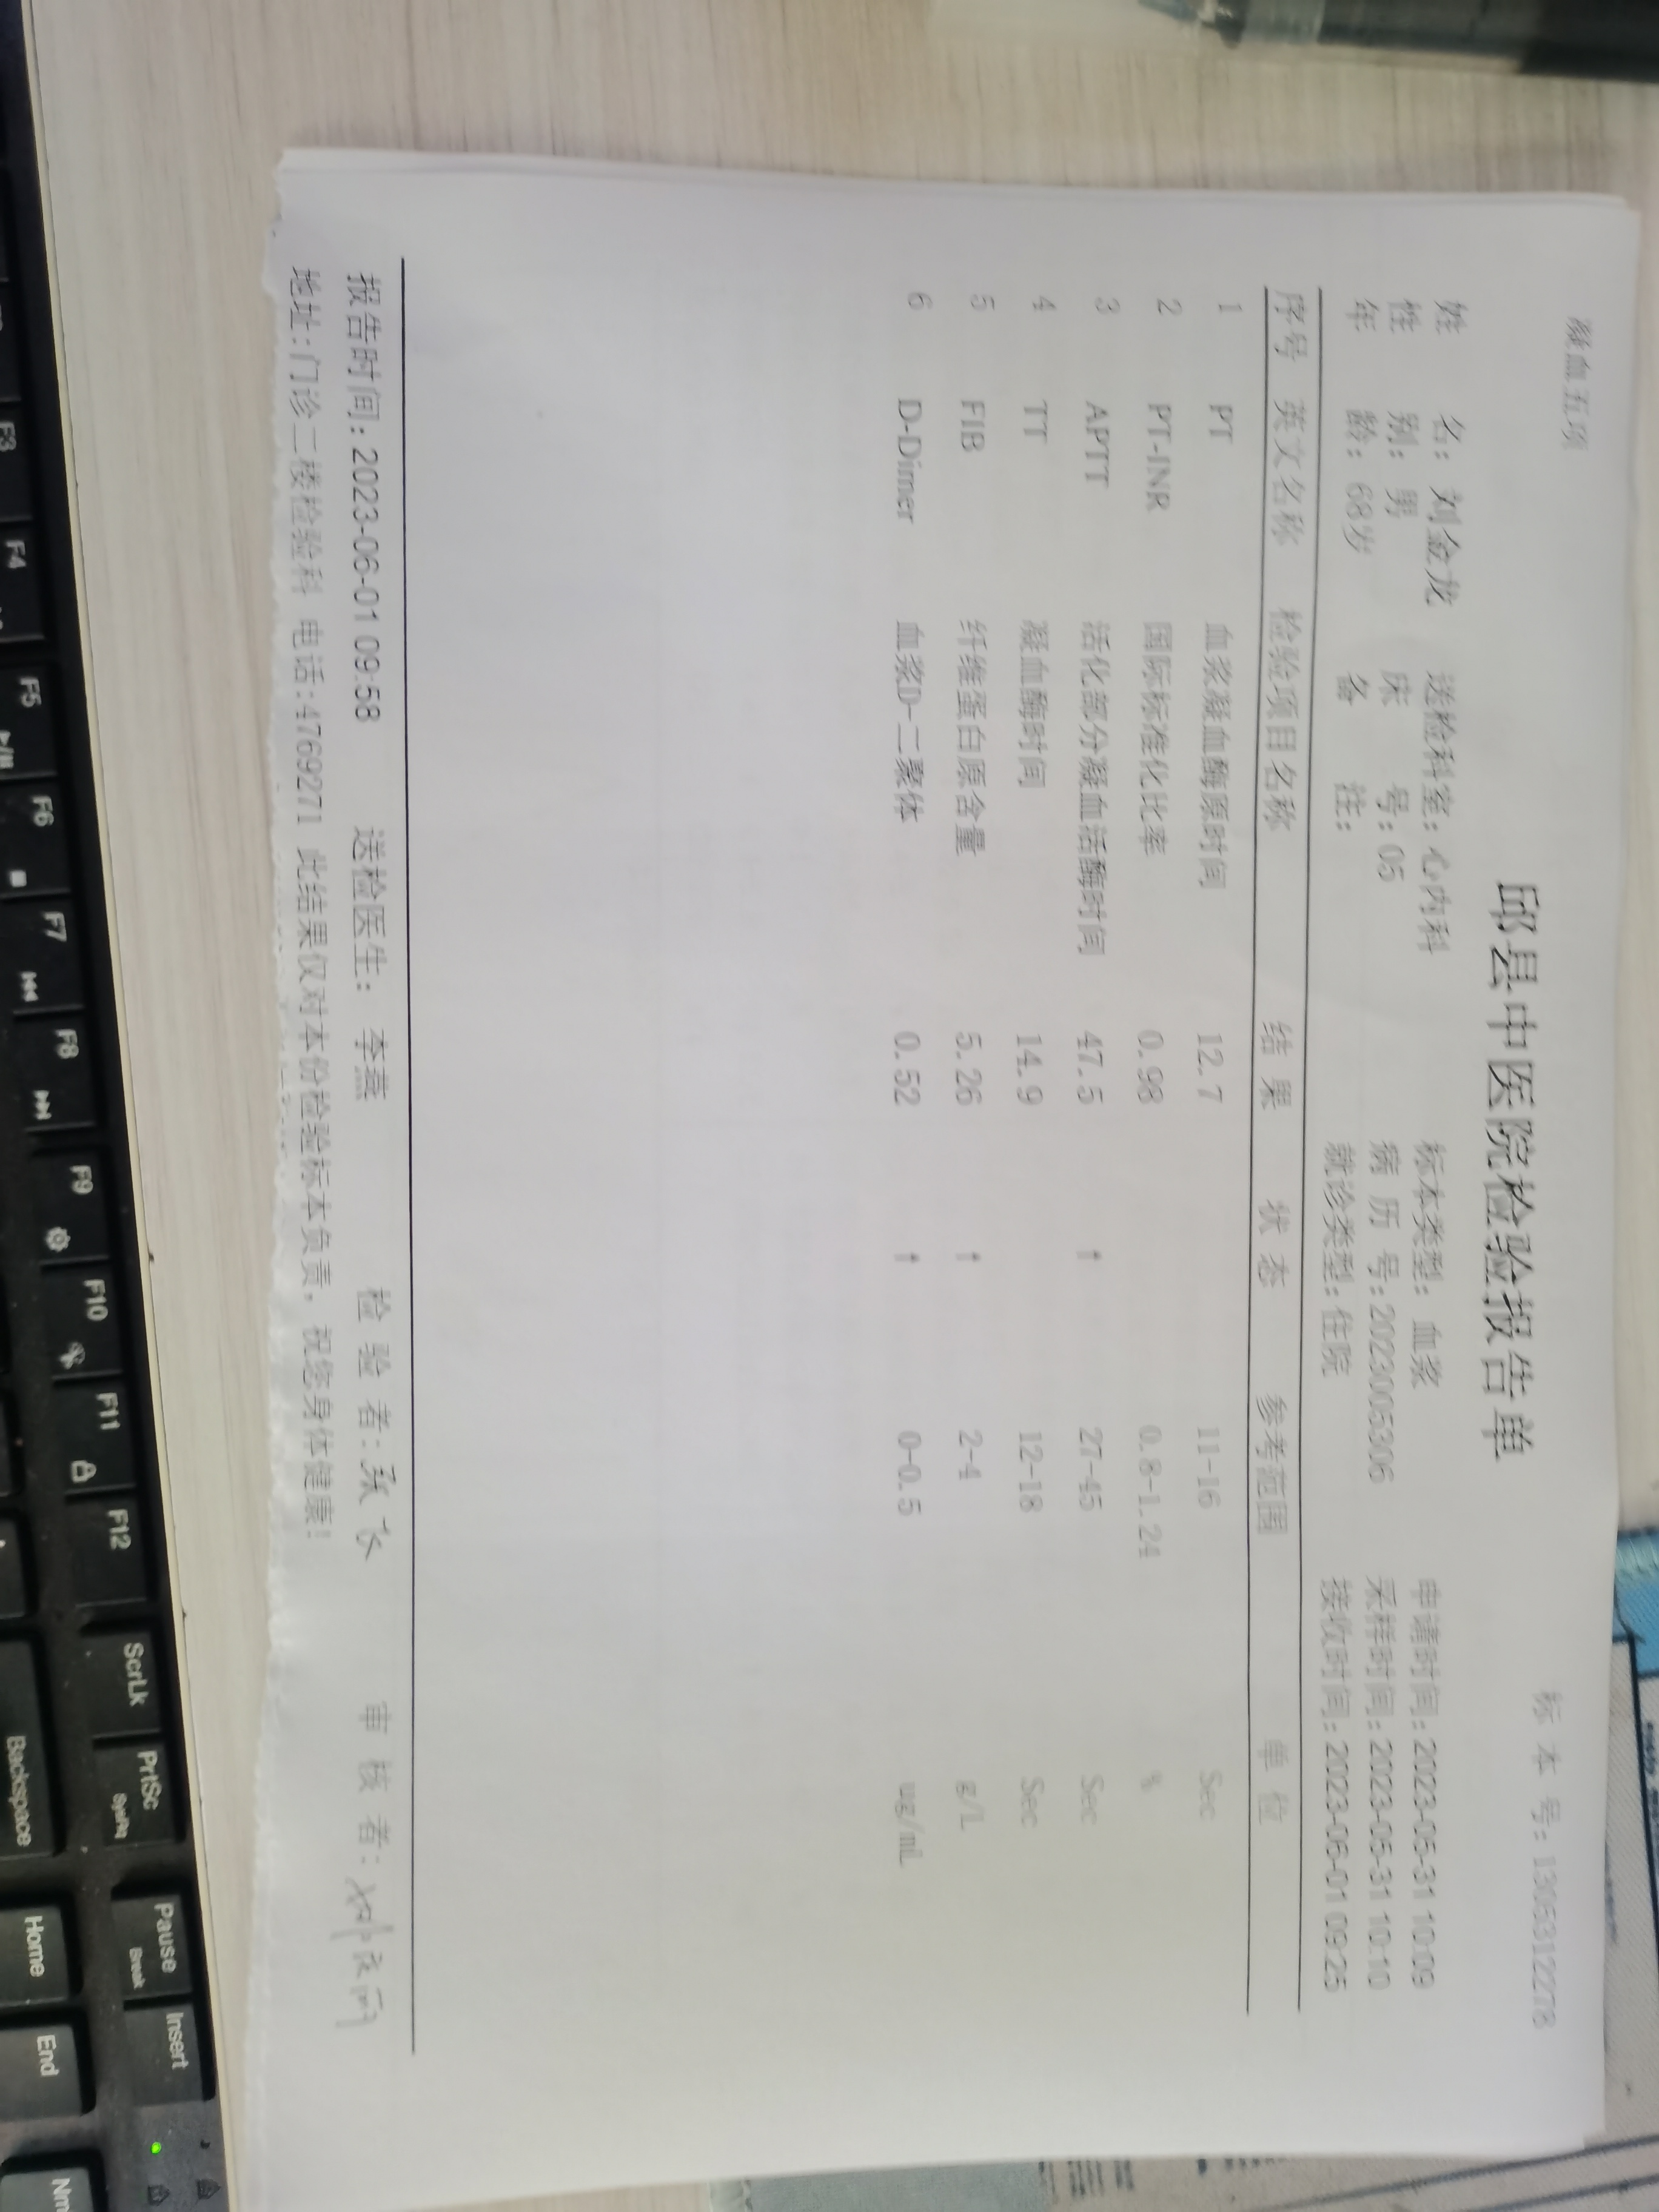 凝血五项
邱县中医院检验报告单
标 本 号: 1305312278
姓 名: 刘金龙 送检科室: 心内科 标本类型: 血浆 申请时间: 2023-05-31 10:09
性 别: 男 床 号: 05 病 历 号: 2023005306 采样时间: 2023-05-31 10:10
年 龄: 68岁 备 注: 就诊类型: 住院 接收时间: 2023-06-01 09:25
序号 英文名称 检验项目名称 结 果 状 态 参考范围 单 位
1 PT 血浆凝血酶原时间 12.7 11-16 Sec
2 PT-INR 国际标准化比率 0.98 0.8-1.24 %
3 APTT 活化部分凝血活酶时间 47.5 ↑ 27-45 Sec
4 TT 凝血酶时间 14.9 12-18 Sec
5 FIB 纤维蛋白原含量 5.26 ↑ 2-4 g/L
6 D-Dimer 血浆D-二聚体 0.52 ↑ 0-0.5 ug/mL
报告时间: 2023-06-01 09:58 送检医生: 李燕 检 验 者: 审 核 者:
地址:门诊二楼检验科 电话:4769271 此结果仅对本份检验标本负责, 祝您身体健康!
F3
F4
F5
F6
F7
F8
F9
F10
F11
F12
ScrLk
PrtSc
SysRq
Pause
Break
Insert
Backspace
Home
End